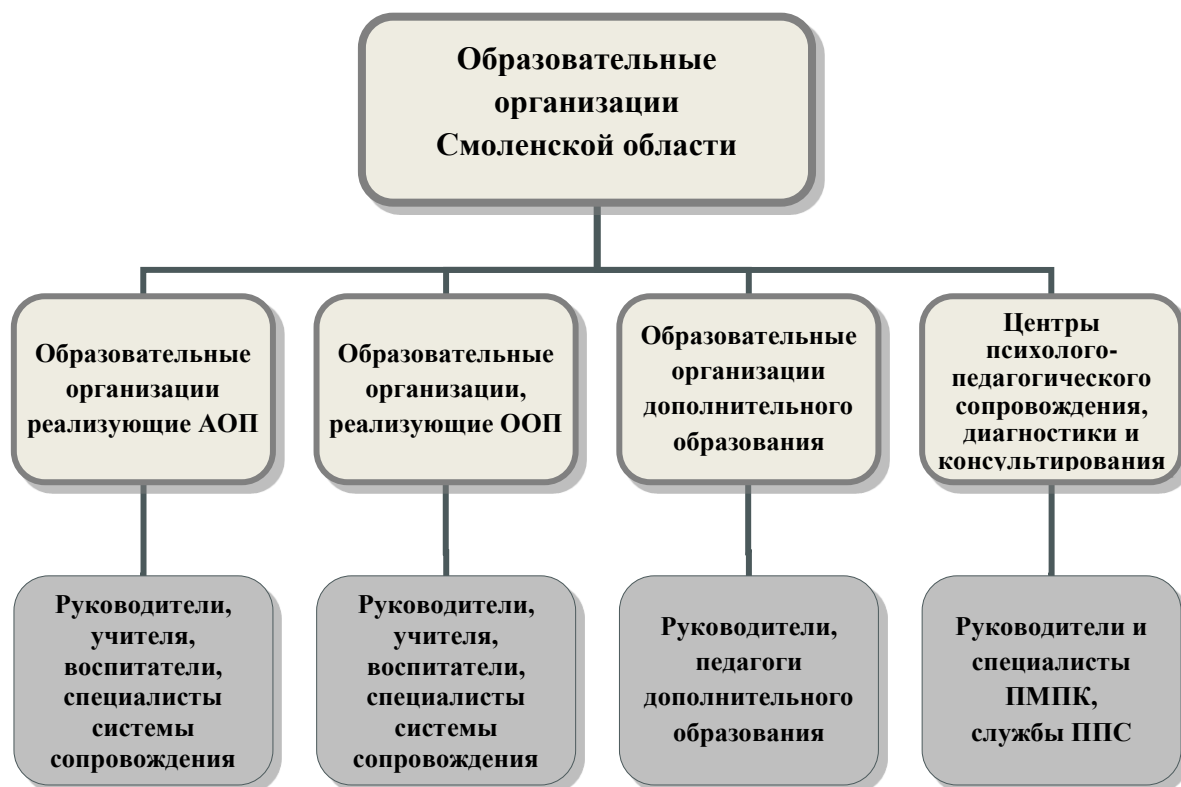 Образовательные
организации
Смоленской области
Образовательные
организации
реализующие АОП
Образовательные
организации,
реализующие ООП
Образовательные
организации
дополнительного
образования
Центры
психолого-
педагогического
сопровождения,
диагностики и
консультирования
Руководители,
учителя,
воспитатели,
специалисты
системы
сопровождения
Руководители,
учителя,
воспитатели,
специалисты
системы
сопровождения
Руководители,
педагоги
дополнительного
образования
Руководители и
специалисты
ПМПК,
службы ППС